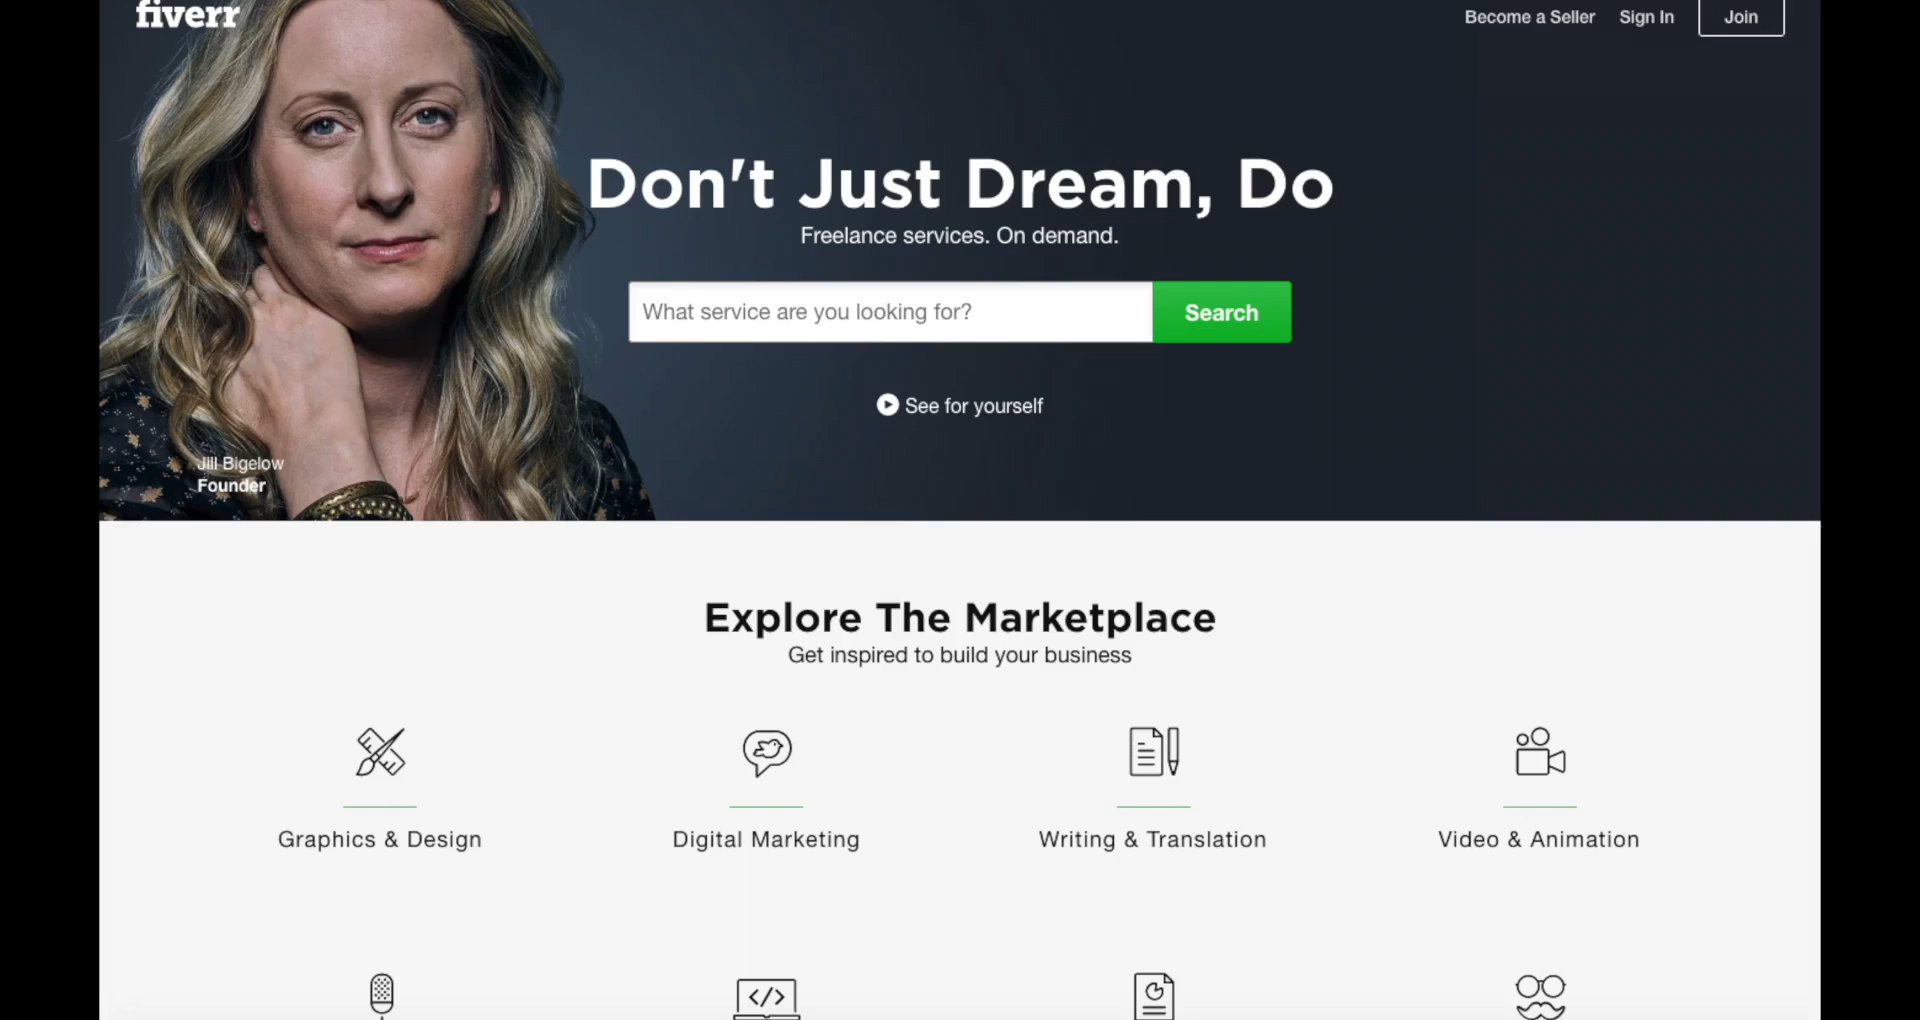 fiverr
Become a Seller
Sign In
Join
Don't Just Dream, Do
Freelance services. On demand.
What service are you looking for?
Search
See for yourself
Jill Bigelow
Founder
Explore The Marketplace
Get inspired to build your business
Graphics & Design
Digital Marketing
Writing & Translation
Video & Animation